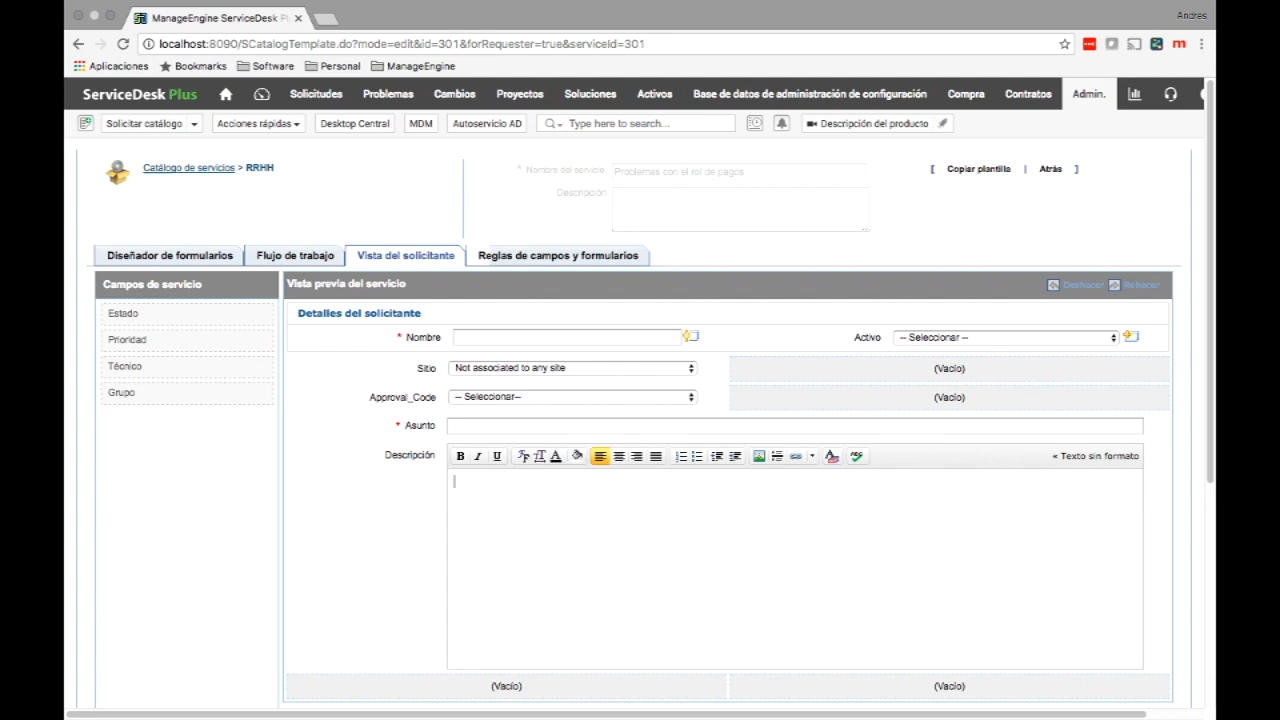 ManageEngine ServiceDesk Pl
Andres
localhost:8090/SCatalogTemplate.do?mode=edit&id=301&forRequester=true&serviceId=301
Aplicaciones Bookmarks Software Personal ManageEngine
ServiceDesk Plus Solicitudes Problemas Cambios Proyectos Soluciones Activos Base de datos de administración de configuración Compra Contratos Admin.
Solicitar catálogo Acciones rápidas Desktop Central MDM Autoservicio AD Type here to search... Descripción del producto
Catálogo de servicios > RRHH
* Nombre del servicio Problemas con el rol de pagos
[ Copiar plantilla | Atrás ]
Descripción
Diseñador de formularios Flujo de trabajo Vista del solicitante Reglas de campos y formularios
Campos de servicio
Vista previa del servicio
Deshacer Rehacer
Estado
Prioridad
Técnico
Grupo
Detalles del solicitante
* Nombre
Activo -- Seleccionar --
Sitio Not associated to any site (Vacío)
Approval_Code -- Seleccionar-- (Vacío)
* Asunto
Descripción B I U « Texto sin formato
(Vacío) (Vacío)